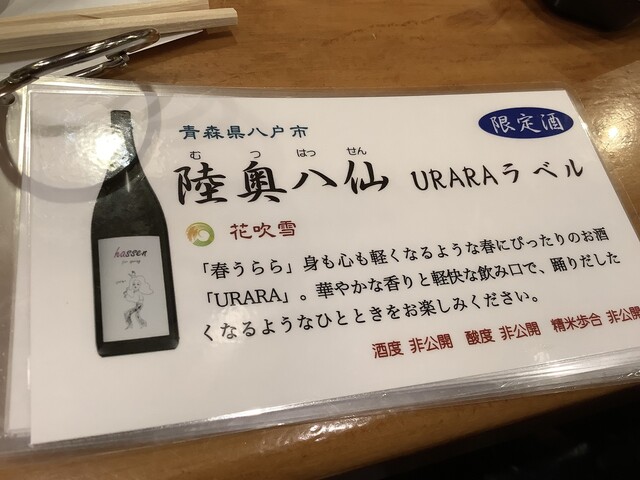 青森県八戸市
限定酒
むつはっせん
陸奥八仙 URARAラベル
花吹雪
「春うらら」身も心も軽くなるような春にぴったりのお酒
「URARA」。華やかな香りと軽快な飲み口で、踊りだした
くなるようなひとときをお楽しみください。
酒度 非公開 酸度 非公開 精米歩合 非公開
hassen